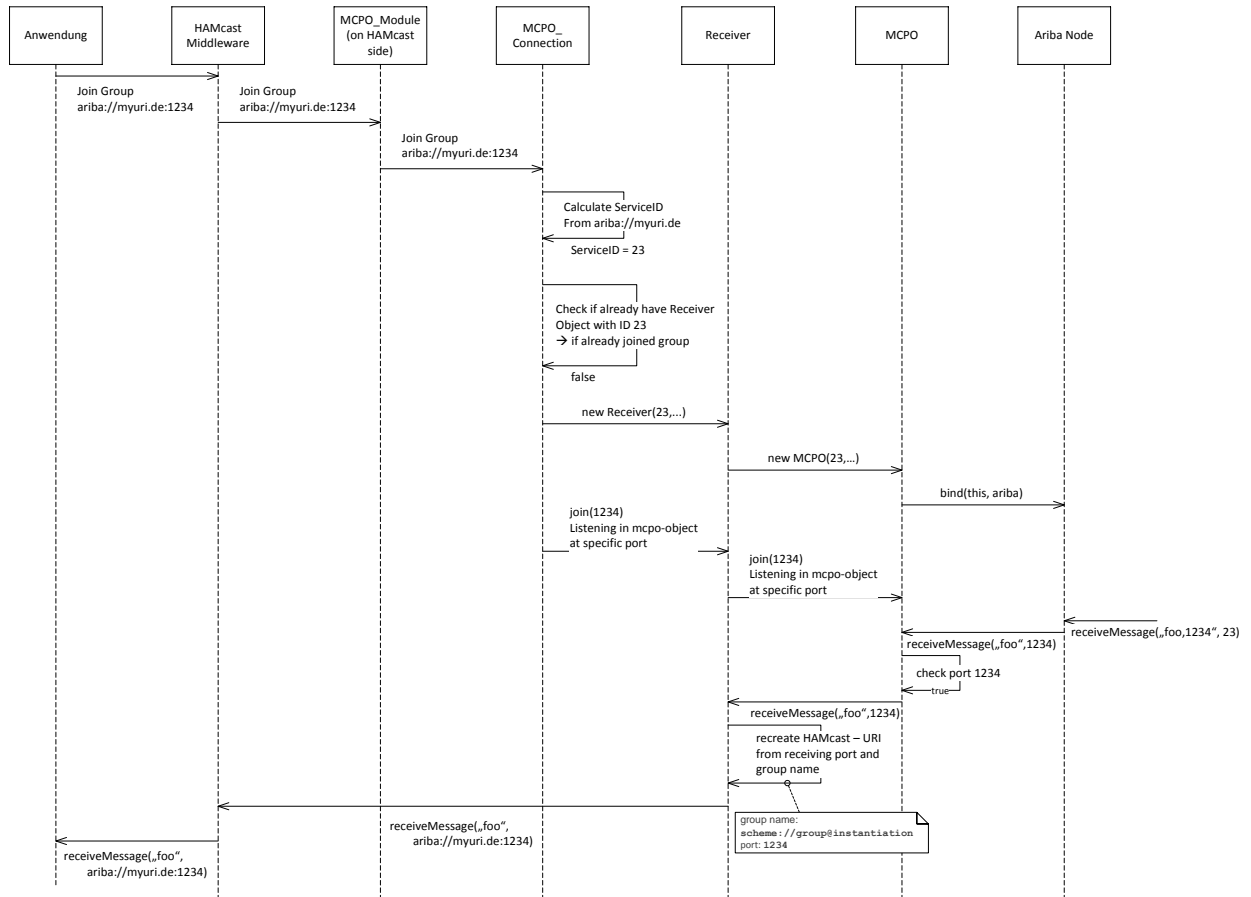 Anwendung
HAMcast
Middleware
MCPO_Module
(on HAMcast
side)
MCPO_
Connection
Receiver
MCPO
Ariba Node
Join Group
ariba://myuri.de:1234
Join Group
ariba://myuri.de:1234
Join Group
ariba://myuri.de:1234
Calculate ServiceID
From ariba://myuri.de
ServiceID = 23
Check if already have Receiver
Object with ID 23
→ if already joined group
false
new Receiver(23,...)
new MCPO(23,…)
bind(this, ariba)
join(1234)
Listening in mcpo-object
at specific port
join(1234)
Listening in mcpo-object
at specific port
receiveMessage(„foo,1234“, 23)
receiveMessage(„foo“,1234)
check port 1234
true
receiveMessage(„foo“,1234)
recreate HAMcast – URI
from receiving port and
group name
group name:
scheme://group@instantiation
port: 1234
receiveMessage(„foo“,
ariba://myuri.de:1234)
receiveMessage(„foo“,
ariba://myuri.de:1234)